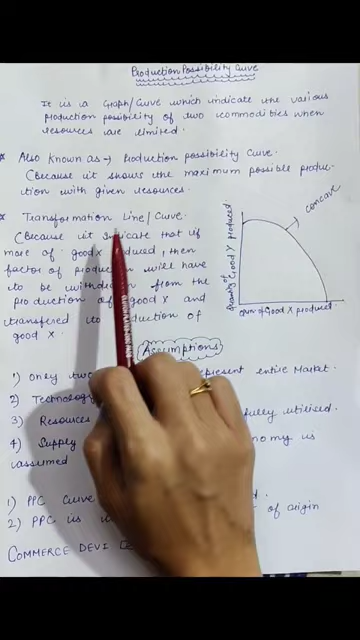 Production Possibility Curve
It is a Graph/Curve which indicate the various
production possibility of two commodities when
resources are limited.
* Also known as → Production possibility Curve.
(Because it shows the maximum possible produc-
tion with given resources.
* Transformation Line/Curve.
(Because it indicate that if
more of good X produced, then
factor of production will have
to be withdrawn from the
production of good X and
transfered to production of
good X.
concave
Quantity of Good Y produced
Qan. of Good X produced
Assumptions
1) Only two represent entire Market.
2) Technology
3) Resources fully utilised.
4) Supply nomy is
assumed
1) PPC Curve d.
2) PPC is of origin
COMMERCE DEVI